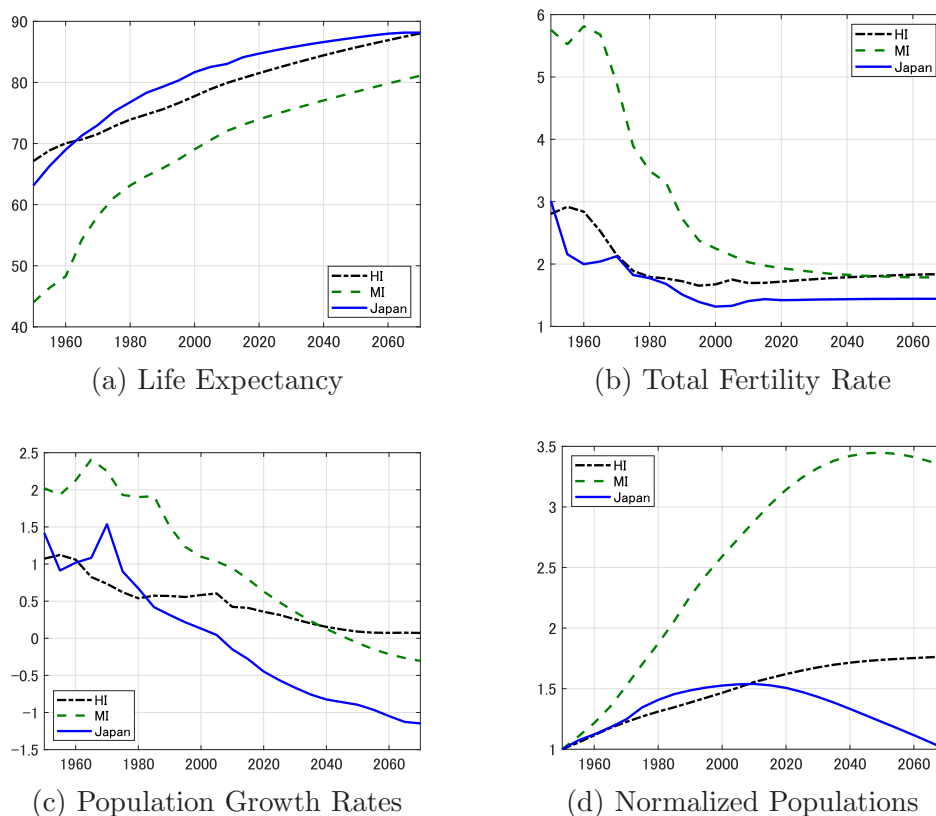 90
80
70
60
50
40
HI
MI
Japan
1960 1980 2000 2020 2040 2060
(a) Life Expectancy
6
5
4
3
2
1
HI
MI
Japan
1960 1980 2000 2020 2040 2060
(b) Total Fertility Rate
2.5
2
1.5
1
0.5
0
−0.5
−1
−1.5
HI
MI
Japan
1960 1980 2000 2020 2040 2060
(c) Population Growth Rates
3.5
3
2.5
2
1.5
1
HI
MI
Japan
1960 1980 2000 2020 2040 2060
(d) Normalized Populations